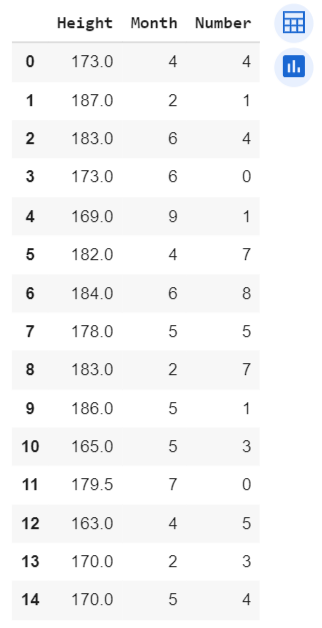 Height Month Number
0 173.0 4 4
1 187.0 2 1
2 183.0 6 4
3 173.0 6 0
4 169.0 9 1
5 182.0 4 7
6 184.0 6 8
7 178.0 5 5
8 183.0 2 7
9 186.0 5 1
10 165.0 5 3
11 179.5 7 0
12 163.0 4 5
13 170.0 2 3
14 170.0 5 4